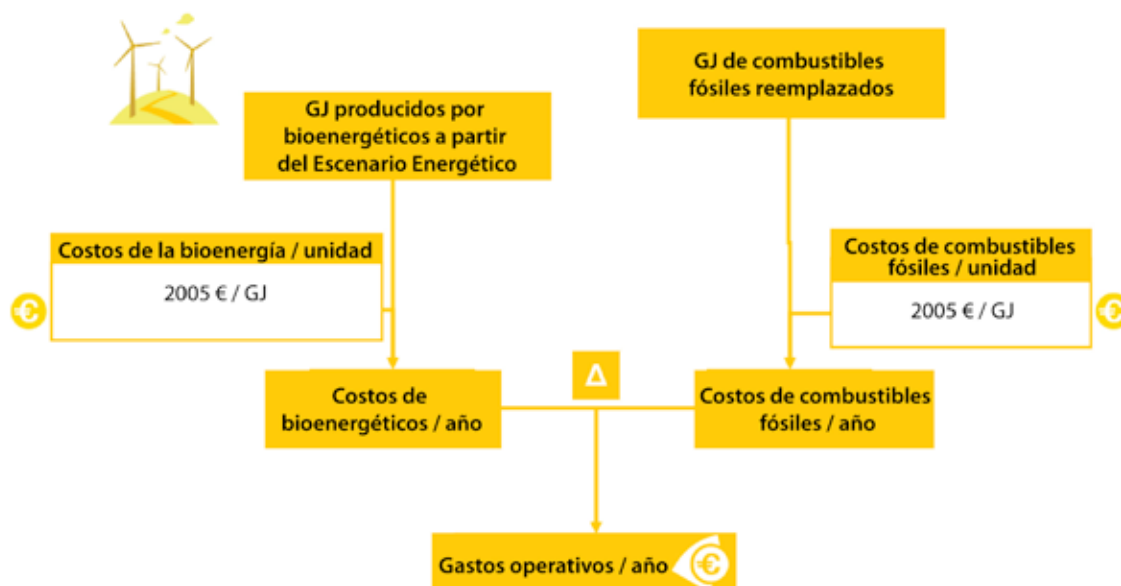 GJ de combustibles
fósiles reemplazados
GJ producidos por
bioenergéticos a partir
del Escenario Energético
Costos de la bioenergía / unidad
2005 € / GJ
€
Costos de combustibles
fósiles / unidad
2005 € / GJ
€
Δ
Costos de
bioenergéticos / año
Costos de combustibles
fósiles / año
Gastos operativos / año
€